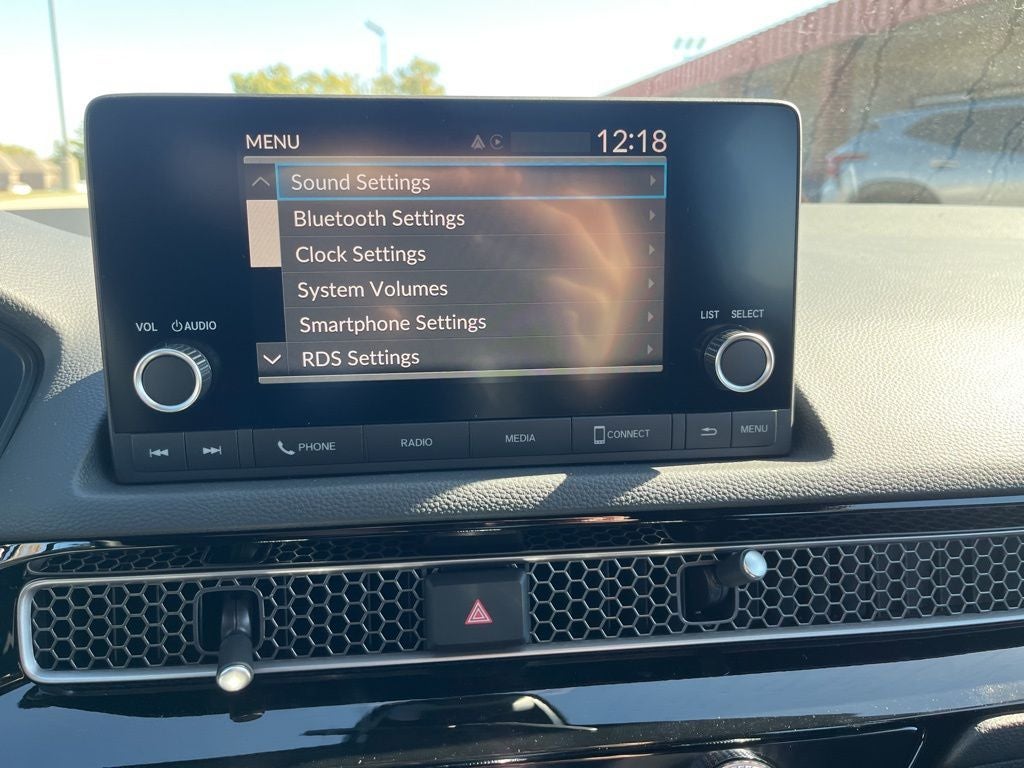 MENU 12:18
Sound Settings
Bluetooth Settings
Clock Settings
System Volumes
Smartphone Settings
RDS Settings
VOL AUDIO
LIST SELECT
PHONE RADIO MEDIA CONNECT MENU